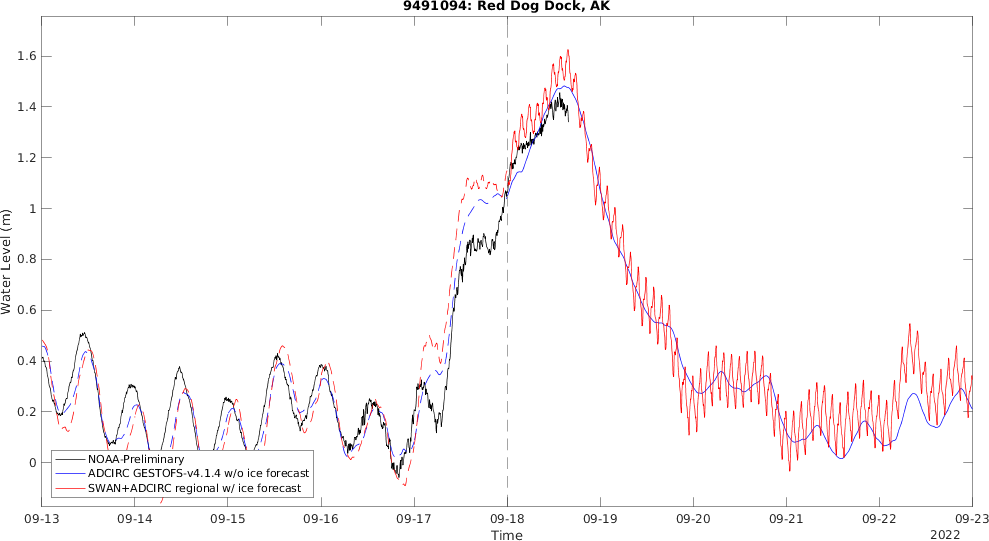 9491094: Red Dog Dock, AK
Water Level (m)
1.6
1.4
1.2
1
0.8
0.6
0.4
0.2
0
NOAA-Preliminary
ADCIRC GESTOFS-v4.1.4 w/o ice forecast
SWAN+ADCIRC regional w/ ice forecast
09-13 09-14 09-15 09-16 09-17 09-18 09-19 09-20 09-21 09-22 09-23
Time
2022